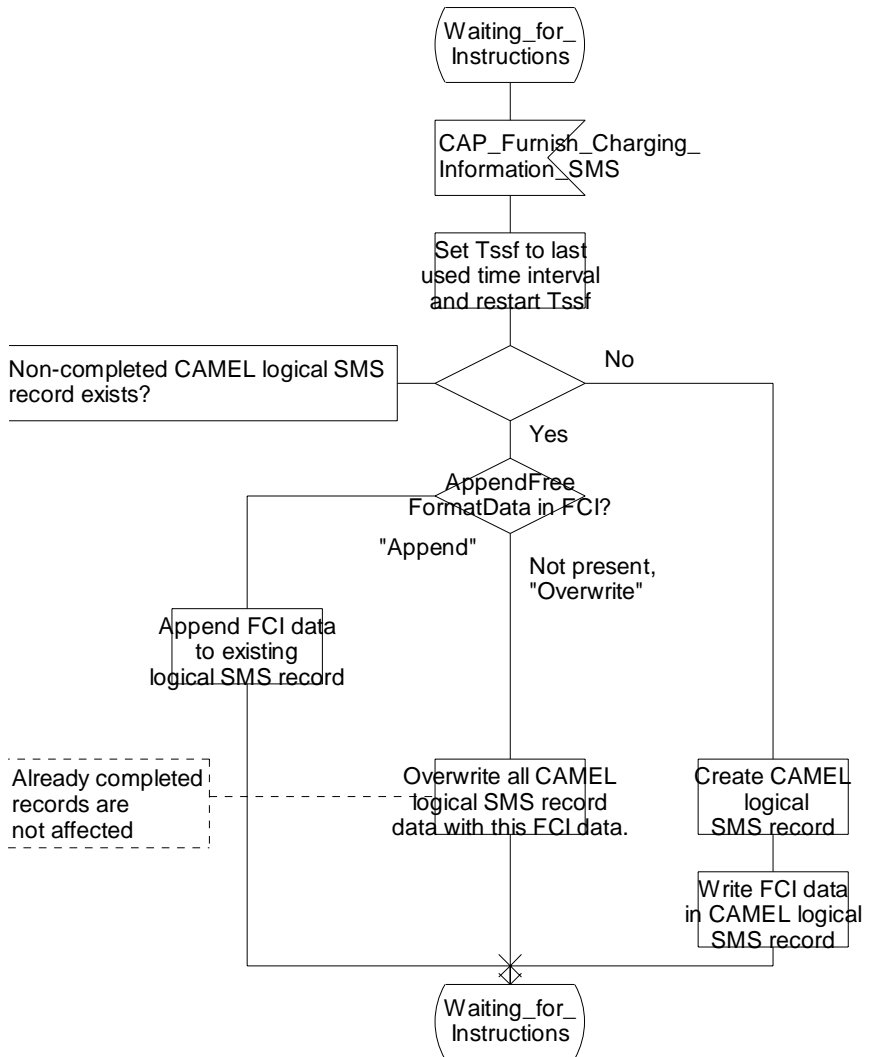 Waiting_for_
Instructions
CAP_Furnish_Charging_
Information_SMS
Set Tssf to last
used time interval
and restart Tssf
Non-completed CAMEL logical SMS
record exists?
No
Yes
AppendFree
FormatData in FCI?
"Append"
Not present,
"Overwrite"
Append FCI data
to existing
logical SMS record
Already completed
records are
not affected
Overwrite all CAMEL
logical SMS record
data with this FCI data.
Create CAMEL
logical
SMS record
Write FCI data
in CAMEL logical
SMS record
Waiting_for_
Instructions